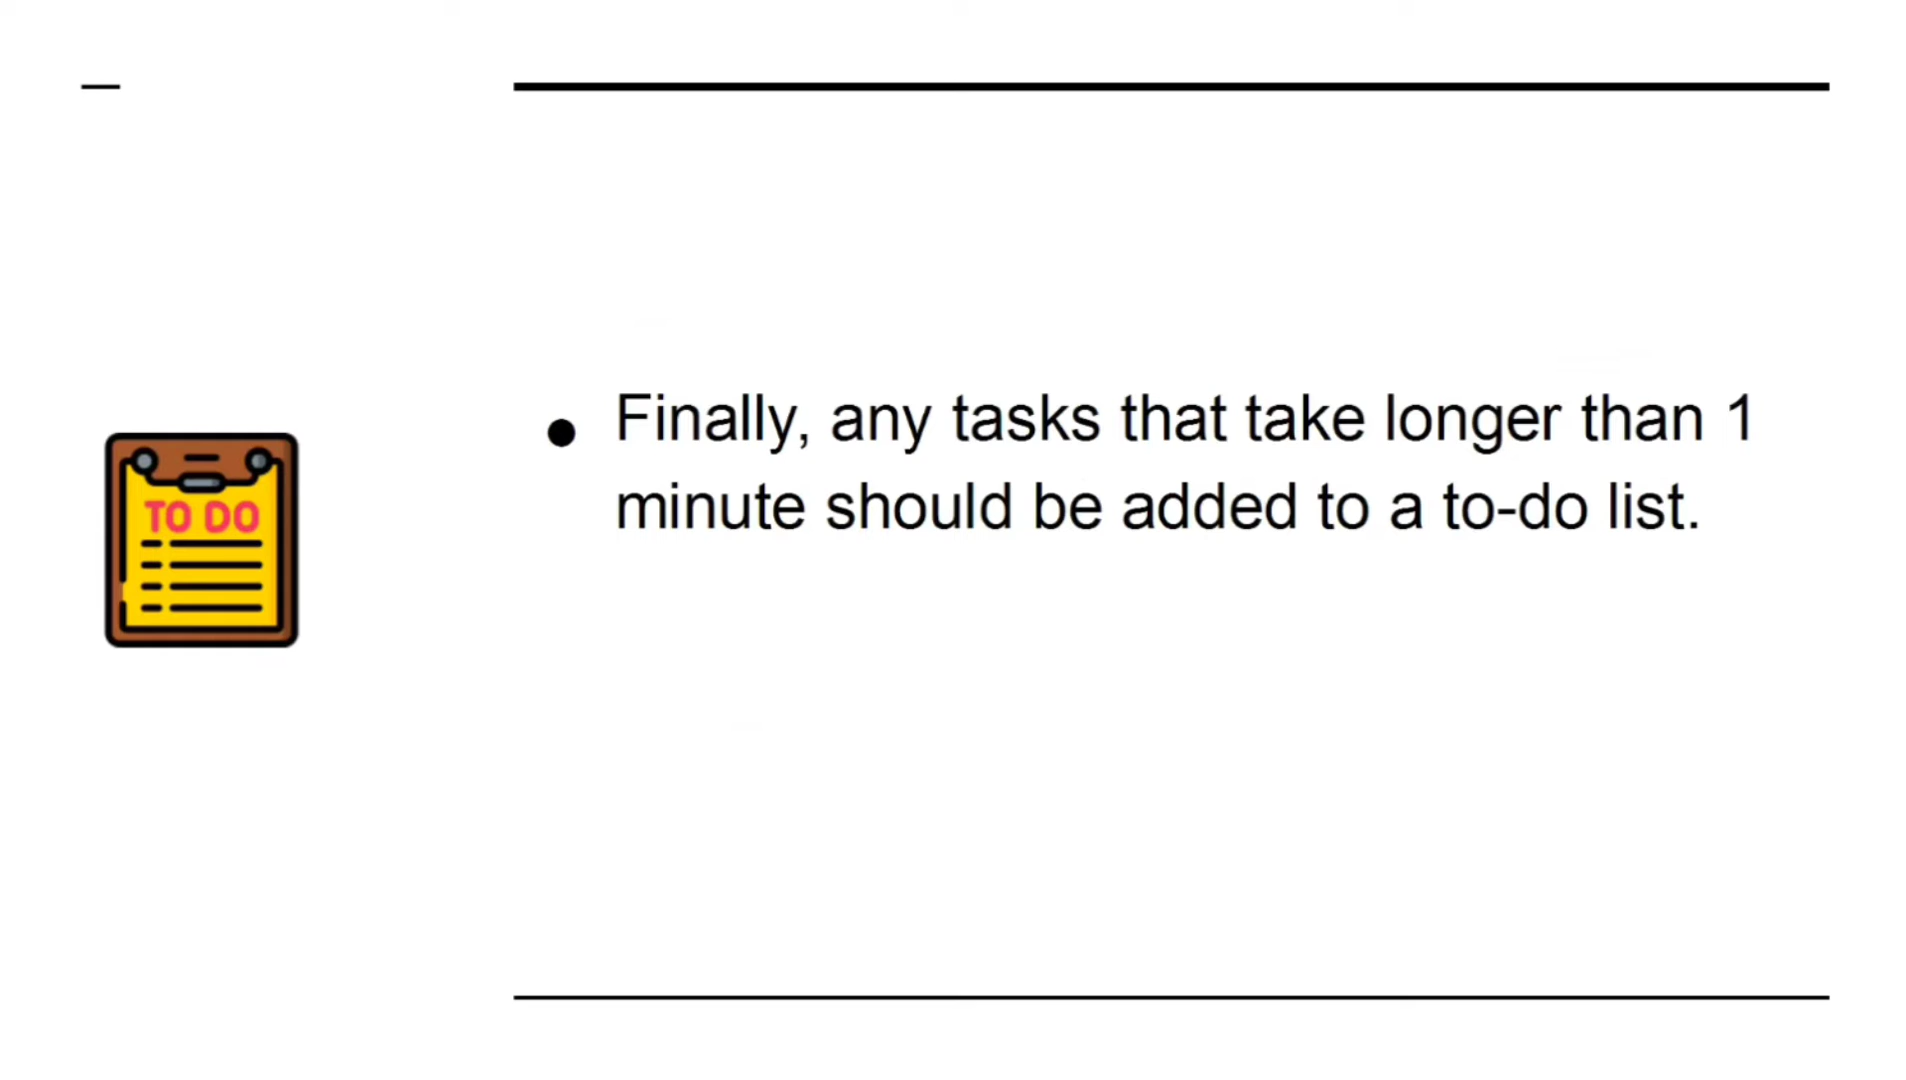 TO DO
Finally, any tasks that take longer than 1
minute should be added to a to-do list.